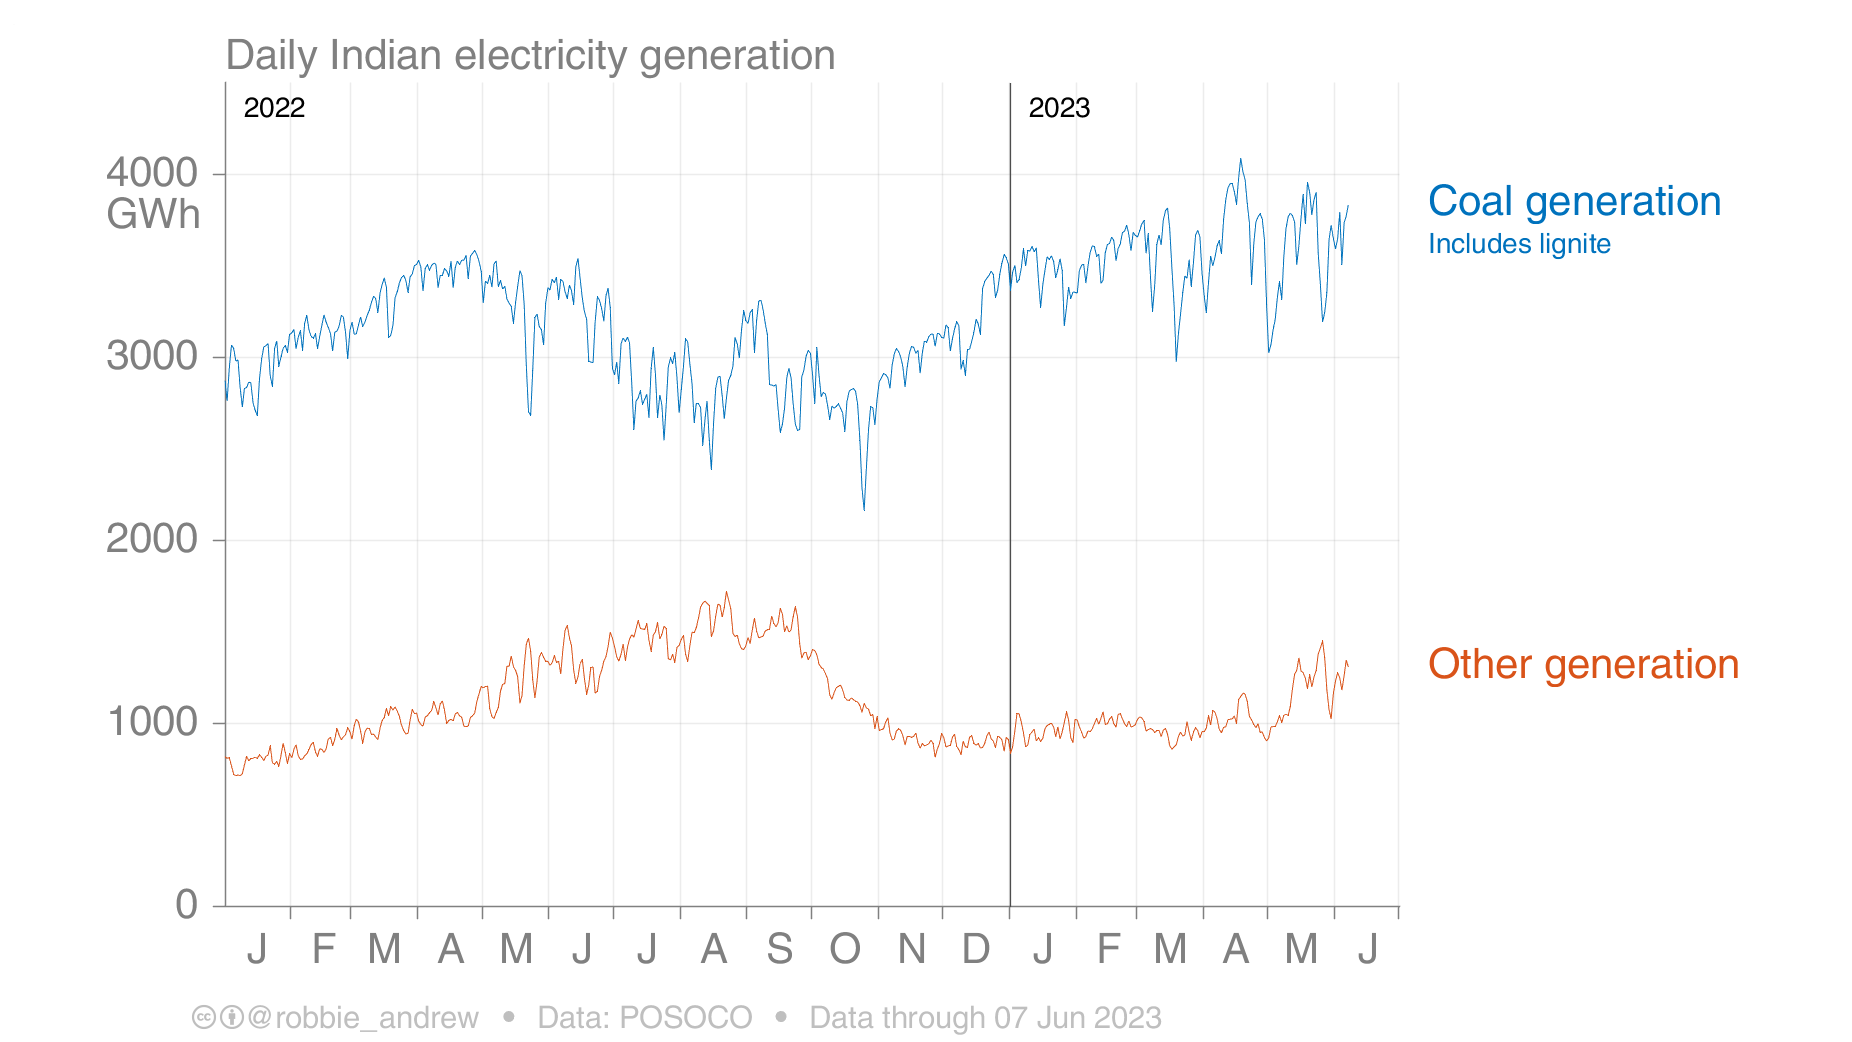 Daily Indian electricity generation
2022
2023
4000
GWh
3000
2000
1000
0
Coal generation
Includes lignite
Other generation
J F M A M J J A S O N D J F M A M J
cc @robbie_andrew • Data: POSOCO • Data through 07 Jun 2023